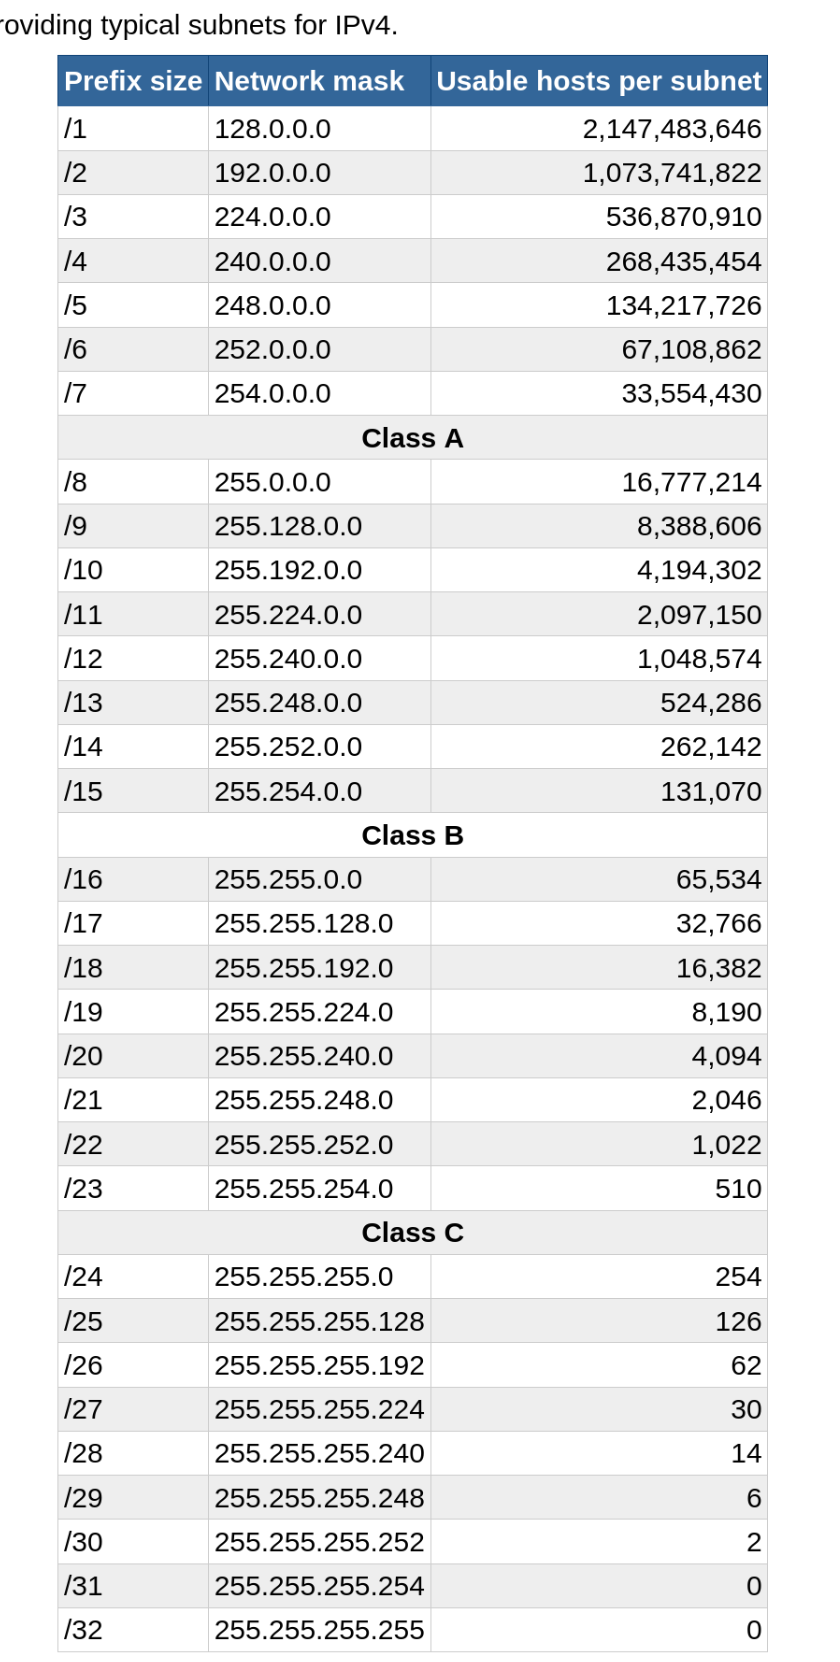 roviding typical subnets for IPv4.
Prefix size Network mask Usable hosts per subnet
/1 128.0.0.0 2,147,483,646
/2 192.0.0.0 1,073,741,822
/3 224.0.0.0 536,870,910
/4 240.0.0.0 268,435,454
/5 248.0.0.0 134,217,726
/6 252.0.0.0 67,108,862
/7 254.0.0.0 33,554,430
Class A
/8 255.0.0.0 16,777,214
/9 255.128.0.0 8,388,606
/10 255.192.0.0 4,194,302
/11 255.224.0.0 2,097,150
/12 255.240.0.0 1,048,574
/13 255.248.0.0 524,286
/14 255.252.0.0 262,142
/15 255.254.0.0 131,070
Class B
/16 255.255.0.0 65,534
/17 255.255.128.0 32,766
/18 255.255.192.0 16,382
/19 255.255.224.0 8,190
/20 255.255.240.0 4,094
/21 255.255.248.0 2,046
/22 255.255.252.0 1,022
/23 255.255.254.0 510
Class C
/24 255.255.255.0 254
/25 255.255.255.128 126
/26 255.255.255.192 62
/27 255.255.255.224 30
/28 255.255.255.240 14
/29 255.255.255.248 6
/30 255.255.255.252 2
/31 255.255.255.254 0
/32 255.255.255.255 0